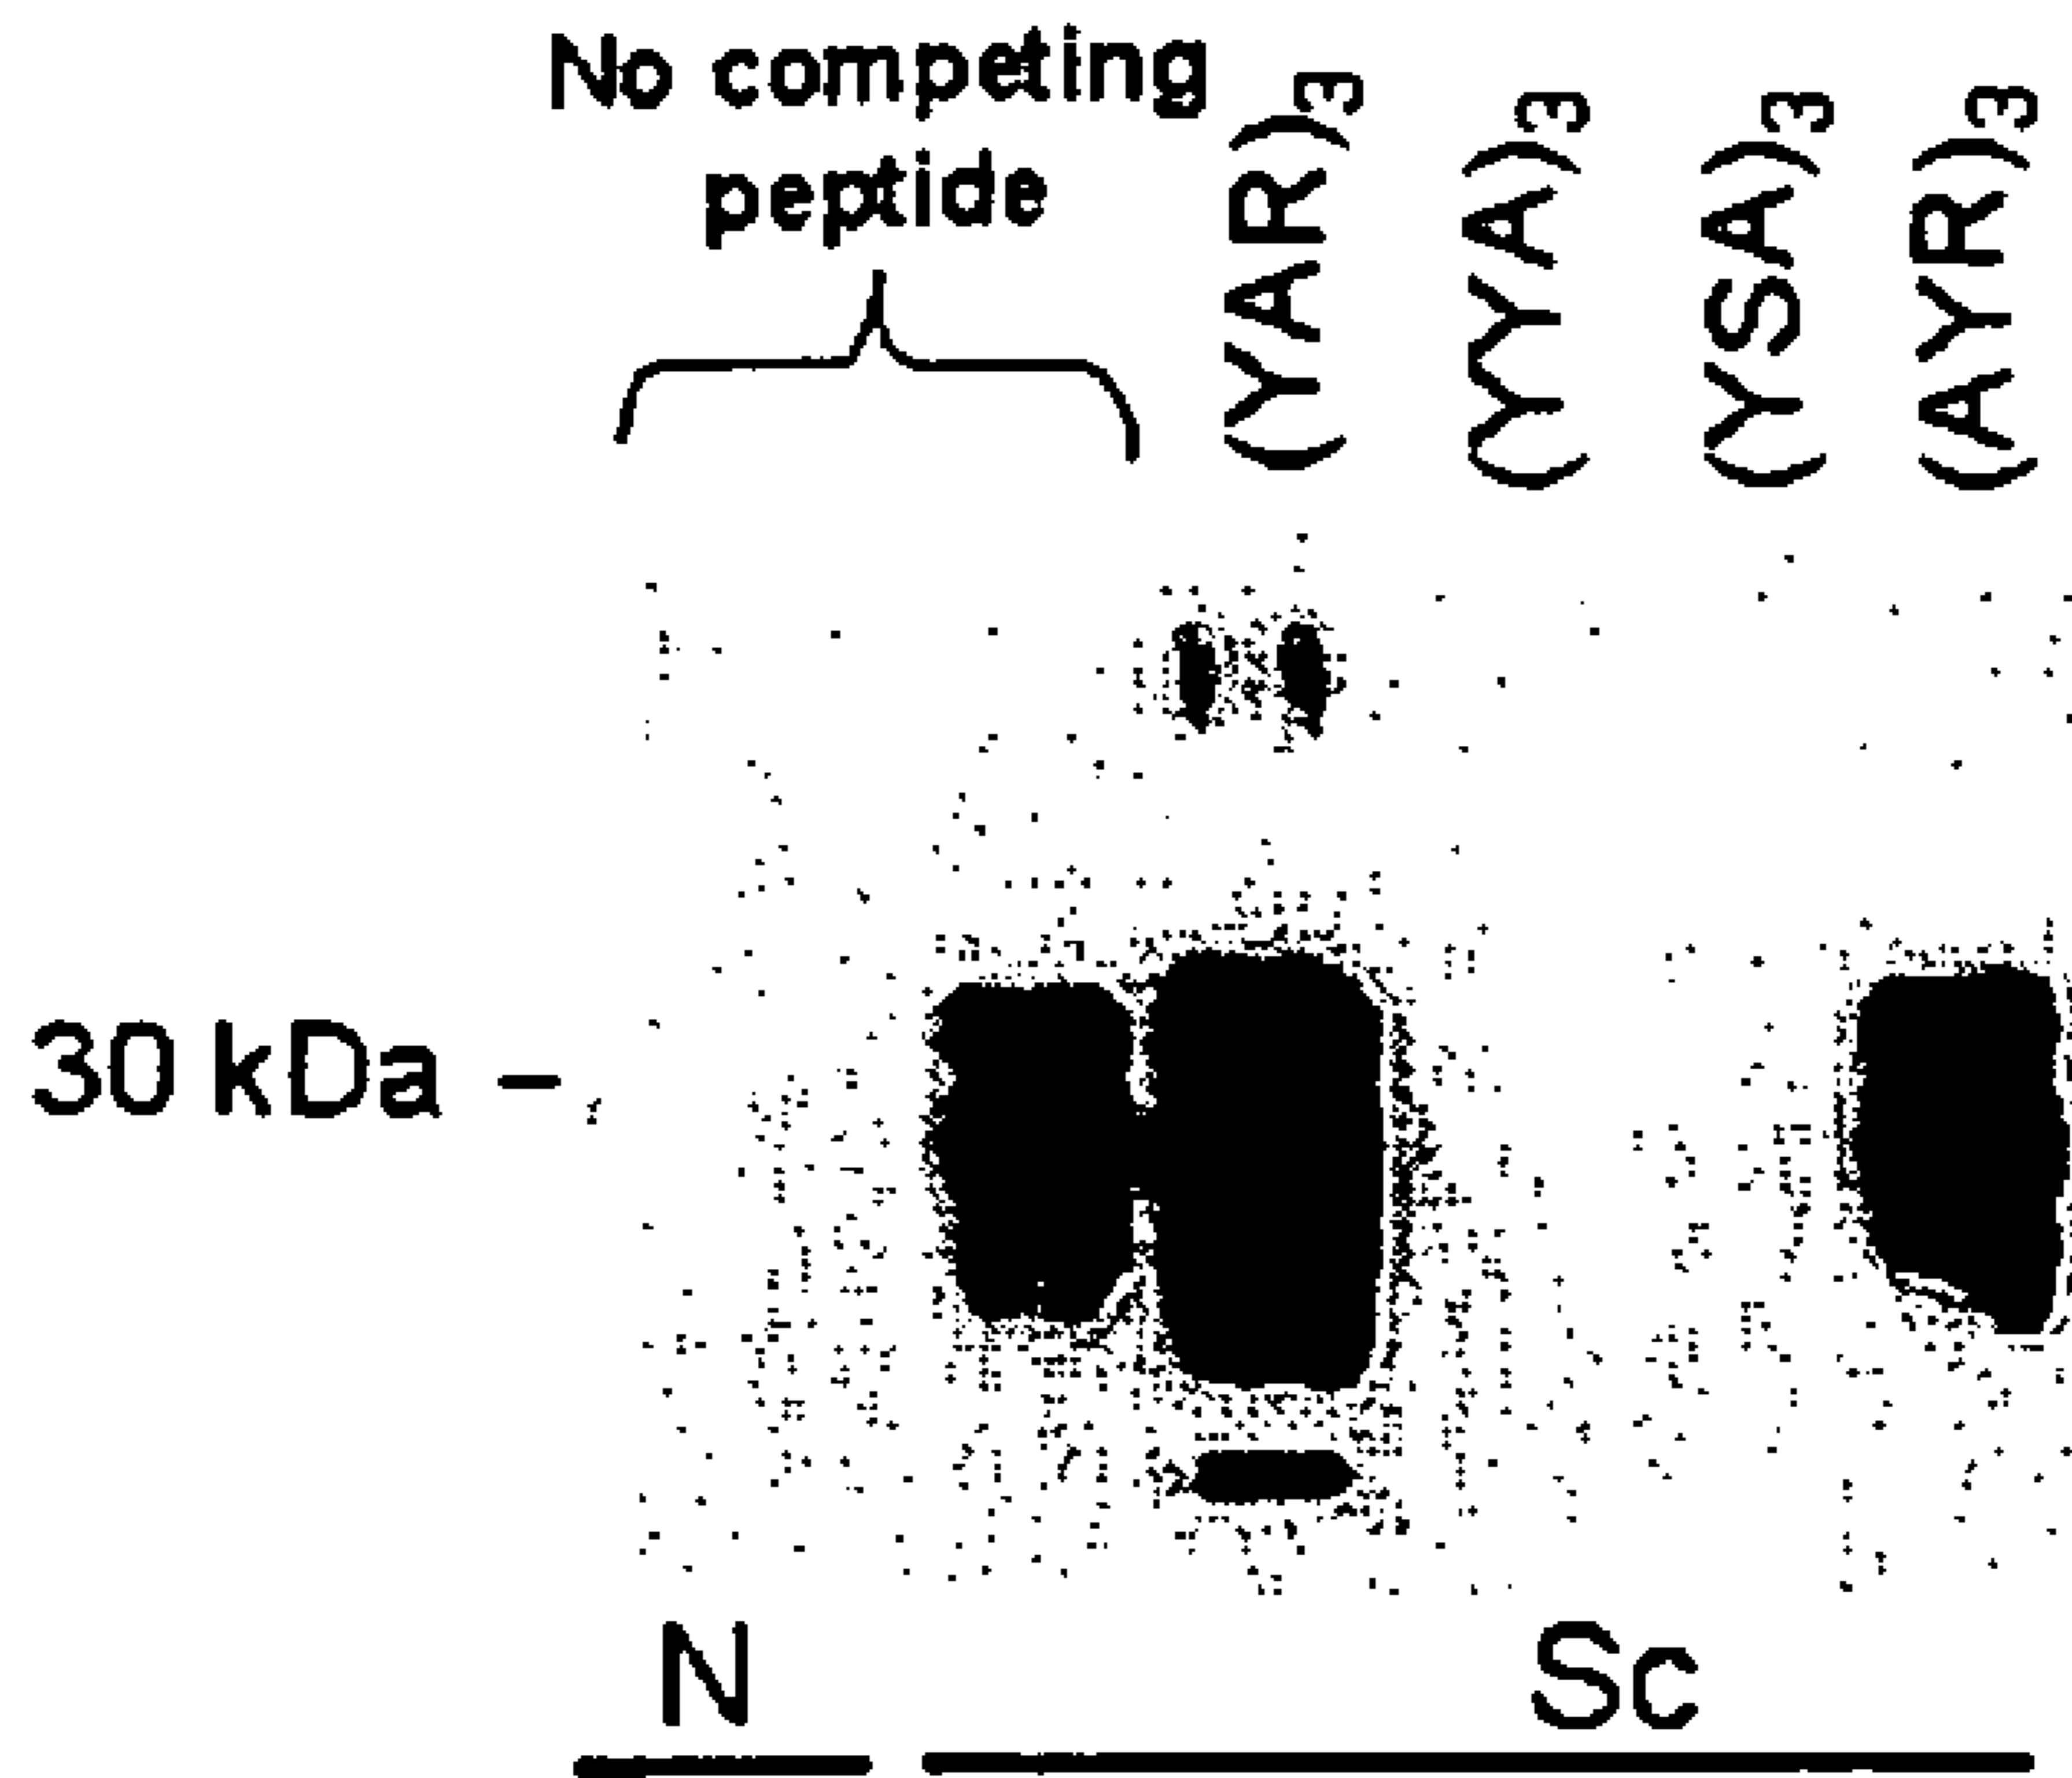 No competing
peptide
(YAR)3
(YYA)3
(YSA)3
(AYR)3
30 kDa –
N
Sc